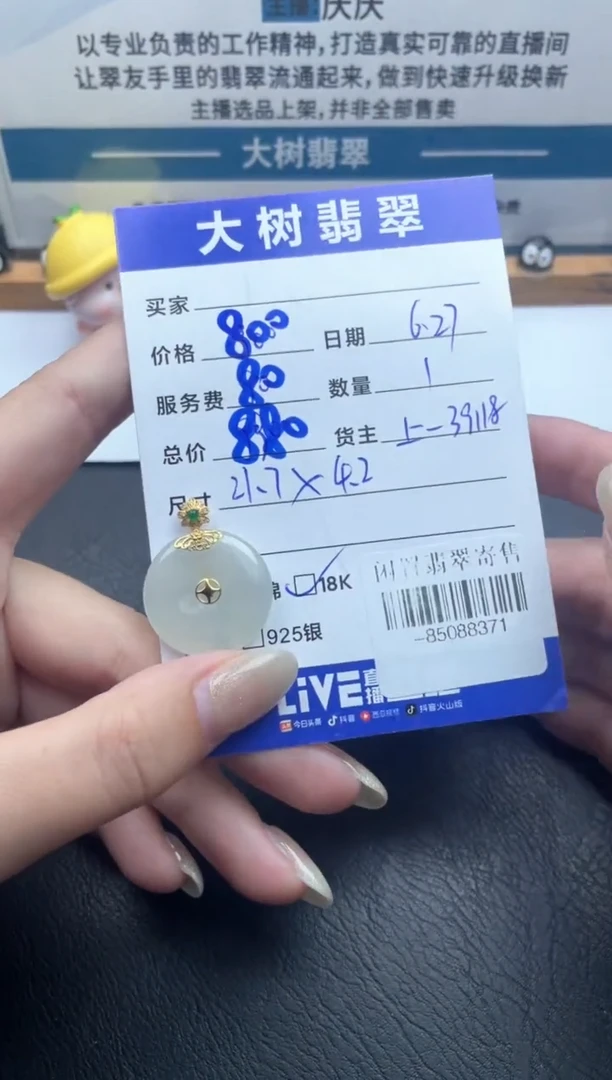 主播 庆庆
以专业负责的工作精神,打造真实可靠的直播间
让翠友手里的翡翠流通起来,做到快速升级换新
主播选品上架,并非全部售卖
大树翡翠
大树翡翠
买家
价格 800 日期 6.27
服务费 80 数量 1
总价 880 货主 上-39118
尺寸 21.7×4.2
18K
闲置翡翠寄售
-85088371
925银
LIVE 直播
今日头条 抖音 西瓜视频 抖音火山版